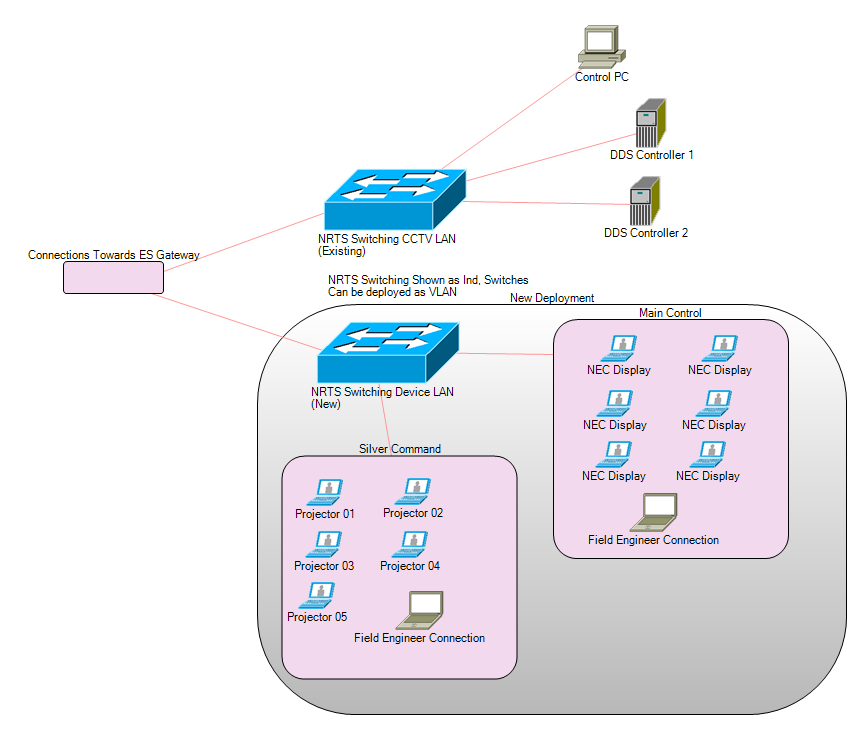 Control PC
DDS Controller 1
DDS Controller 2
NRTS Switching CCTV LAN
(Existing)
Connections Towards ES Gateway
NRTS Switching Shown as Ind, Switches
Can be deployed as VLAN
New Deployment
Main Control
NEC Display
NEC Display
NRTS Switching Device LAN
(New)
NEC Display
NEC Display
NEC Display
NEC Display
Field Engineer Connection
Silver Command
Projector 01
Projector 02
Projector 03
Projector 04
Projector 05
Field Engineer Connection